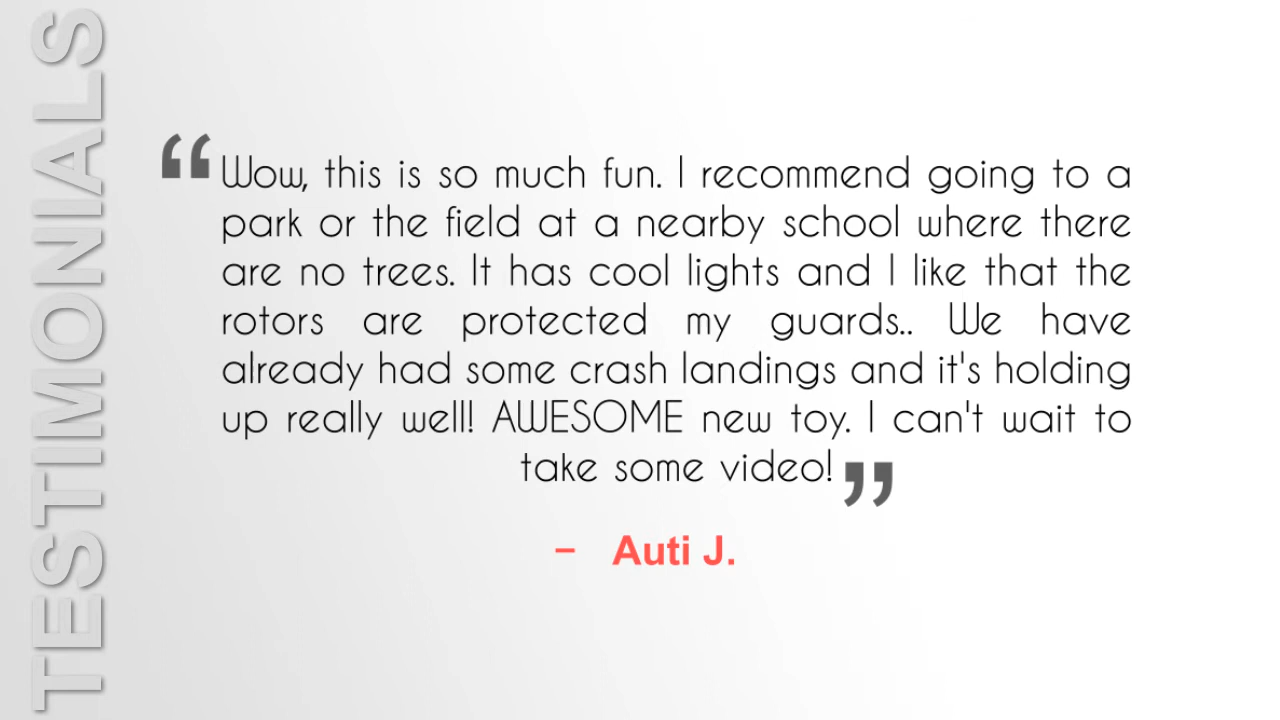 TESTIMONIALS
“Wow, this is so much fun. I recommend going to a
park or the field at a nearby school where there
are no trees. It has cool lights and I like that the
rotors are protected my guards.. We have
already had some crash landings and it's holding
up really well! AWESOME new toy. I can't wait to
take some video!”
– Auti J.